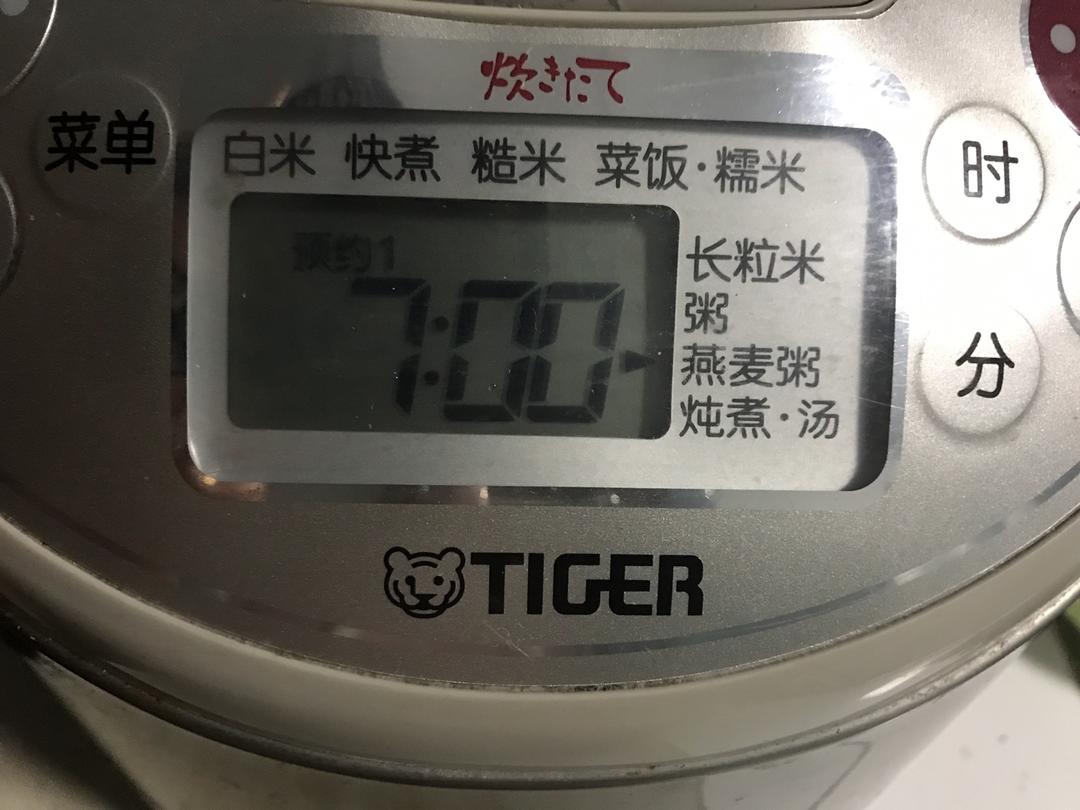 炊きたて
菜单
白米 快煮 糙米 菜饭·糯米
时
预约1
7:00
长粒米
粥
燕麦粥
炖煮·汤
分
TIGER